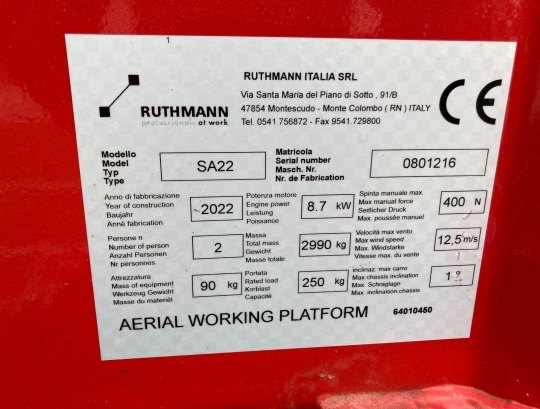 1
RUTHMANN ITALIA SRL
Via Santa Maria del Piano di Sotto , 91/B
47854 Montescudo - Monte Colombo ( RN ) ITALY
Tel. 0541.756872 - Fax 9541.729800
CE
RUTHMANN
professionals at work
Modello
Model
Typ
Type
SA22
Matricola
Serial number
Masch. Nr.
Nr. de Fabrication
0801216
Anno di fabbricazione
Year of construction
Baujahr
Année fabrication
2022
Potenza motore
Engine power
Leistung
Poissance
8.7 kW
Spinta manuale max.
Max manual force
Seitlicher Druck
Max. poussée manuel
400 N
Persone n
Number of person
Anzahl Personen
Nr personnes
2
Massa
Total mass
Gewicht
Masse totale
2990 kg
Velocità max vento
Max wind speed
Max. Windstarke
Vitesse max. du vente
12,5 m/s
Attrezzatura
Mass of equipment
Werkzeug Gewicht
Masse du matériel
90 kg
Portata
Rated load
Korblast
Capacité
250 kg
inclinaz. max carro
Max chassis inclination
Max. Schraglage
Max. inclinaison chassis
1 °
AERIAL WORKING PLATFORM
64010450